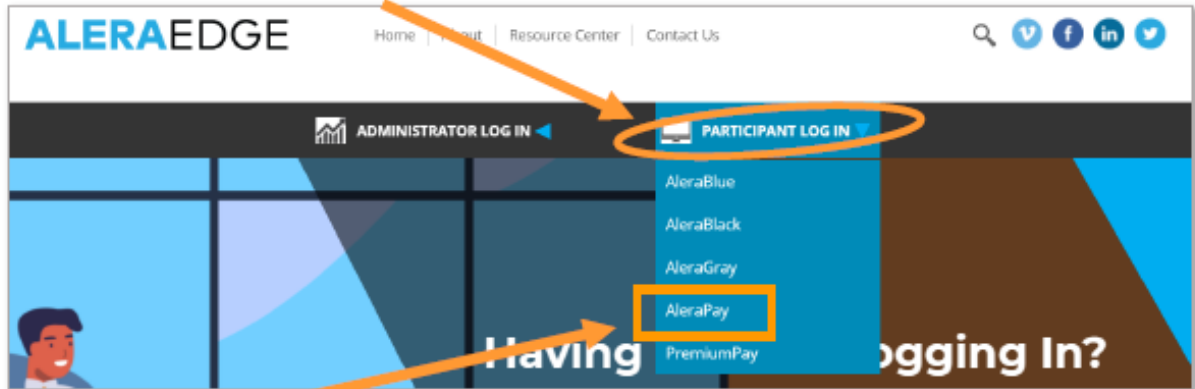 ALERAEDGE Home | About | Resource Center | Contact Us
ADMINISTRATOR LOG IN PARTICIPANT LOG IN
AleraBlue
AleraBlack
AleraGray
AleraPay
PremiumPay
Having ogging In?